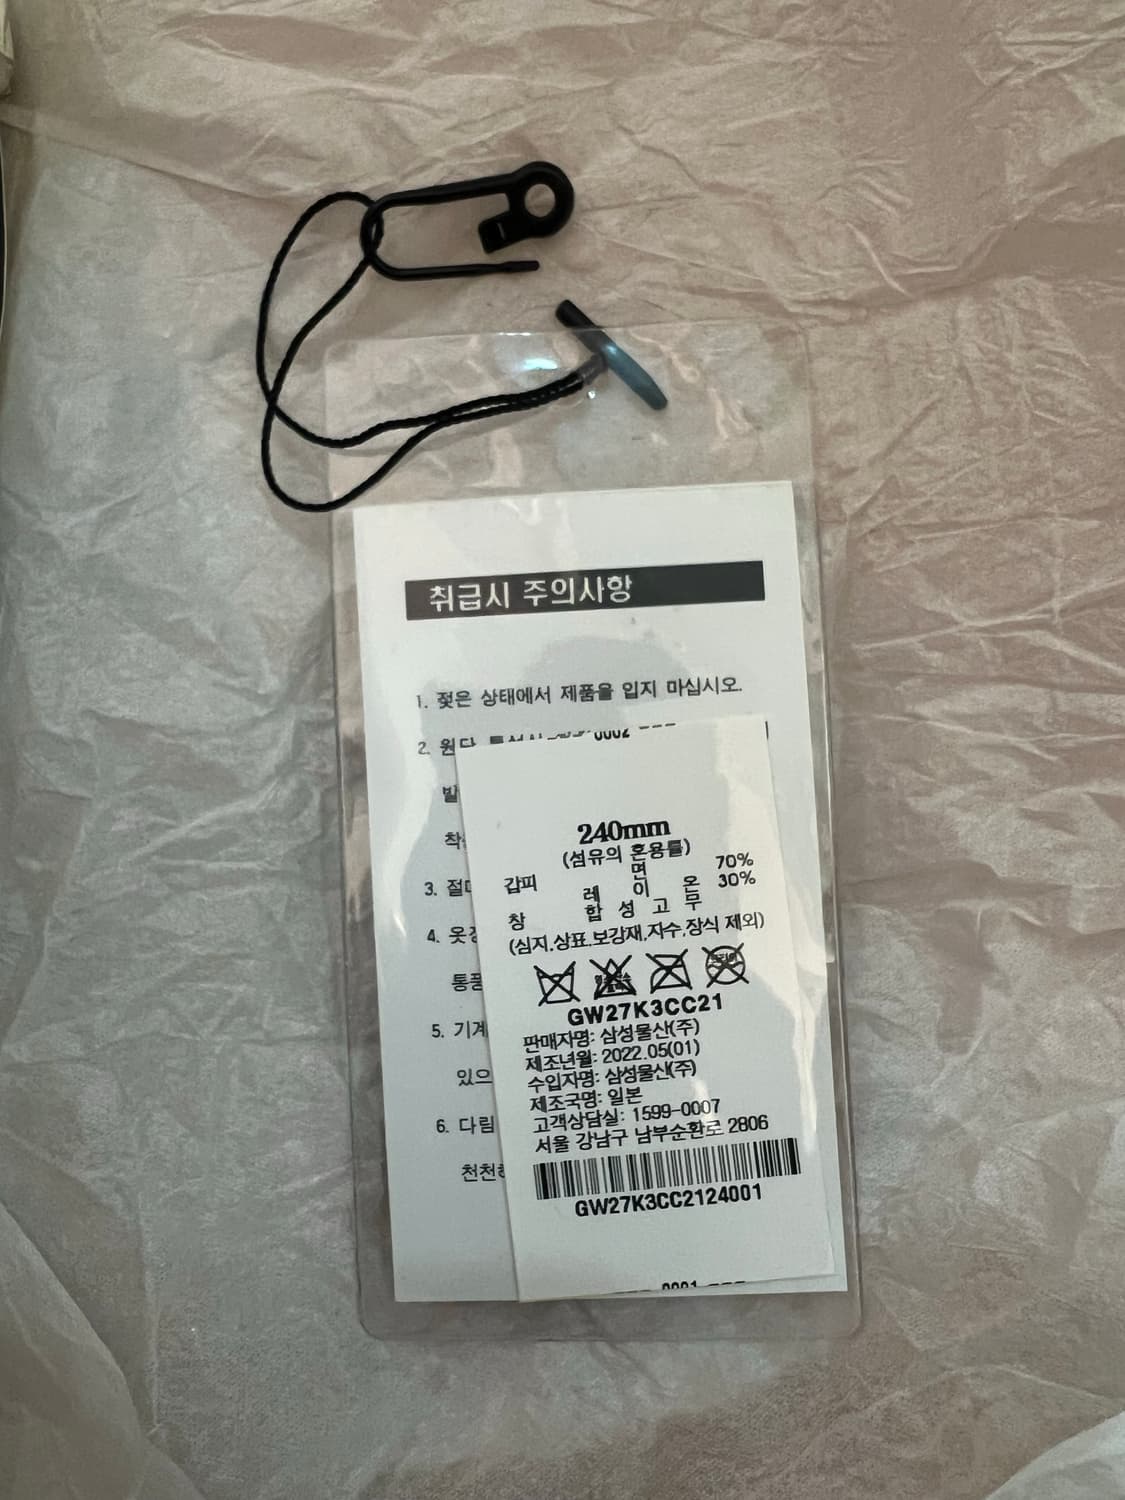 취급시 주의사항
1. 젖은 상태에서 제품을 입지 마십시오.
2. 원단
0002
발
착
3. 절
4. 옷
통풍
5. 기계
있으
6. 다림
천천히
240mm
(섬유의 혼용률)
갑피 면 70%
레이온 30%
창 합성고무
(심지,상표,보강재,자수,장식 제외)
GW27K3CC21
판매자명: 삼성물산(주)
제조년월: 2022.05(01)
수입자명: 삼성물산(주)
제조국명: 일본
고객상담실: 1599-0007
서울 강남구 남부순환로 2806
GW27K3CC2124001
0001